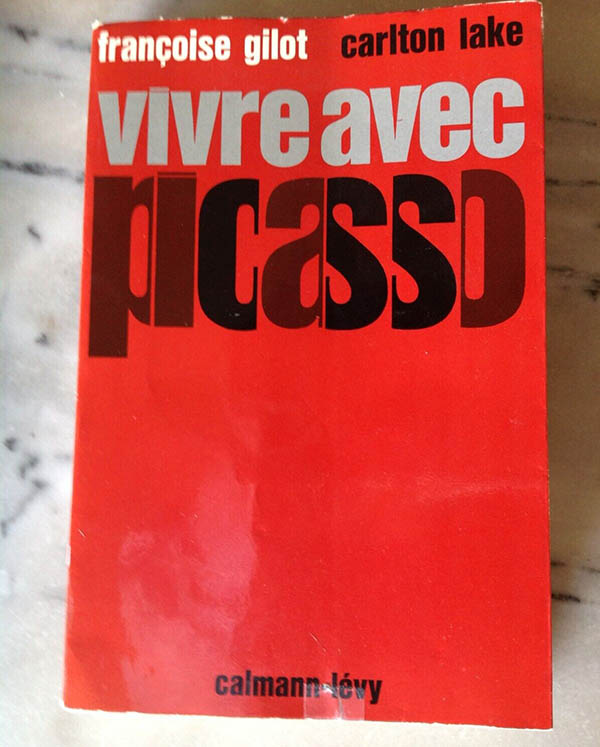 françoise gilot carlton lake
vivre avec
picasso
calmann-lévy